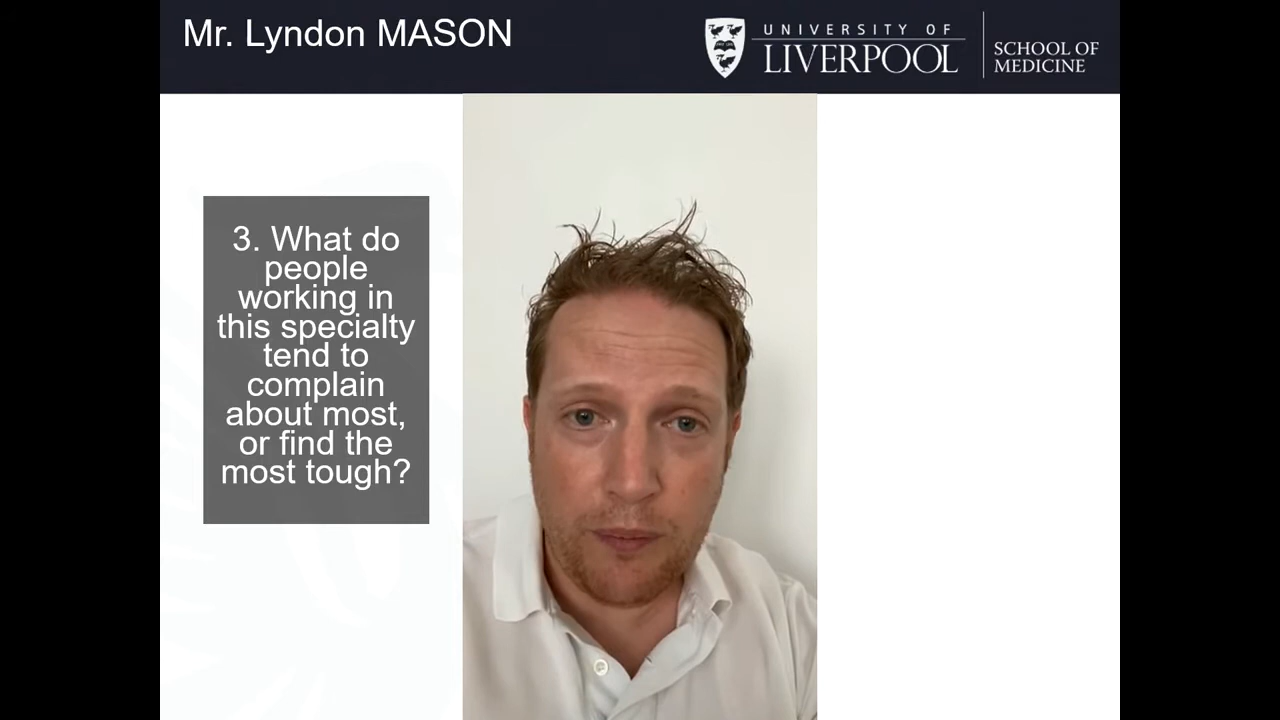 Mr. Lyndon MASON
UNIVERSITY OF
LIVERPOOL
SCHOOL OF
MEDICINE
3. What do
people
working in
this specialty
tend to
complain
about most,
or find the
most tough?